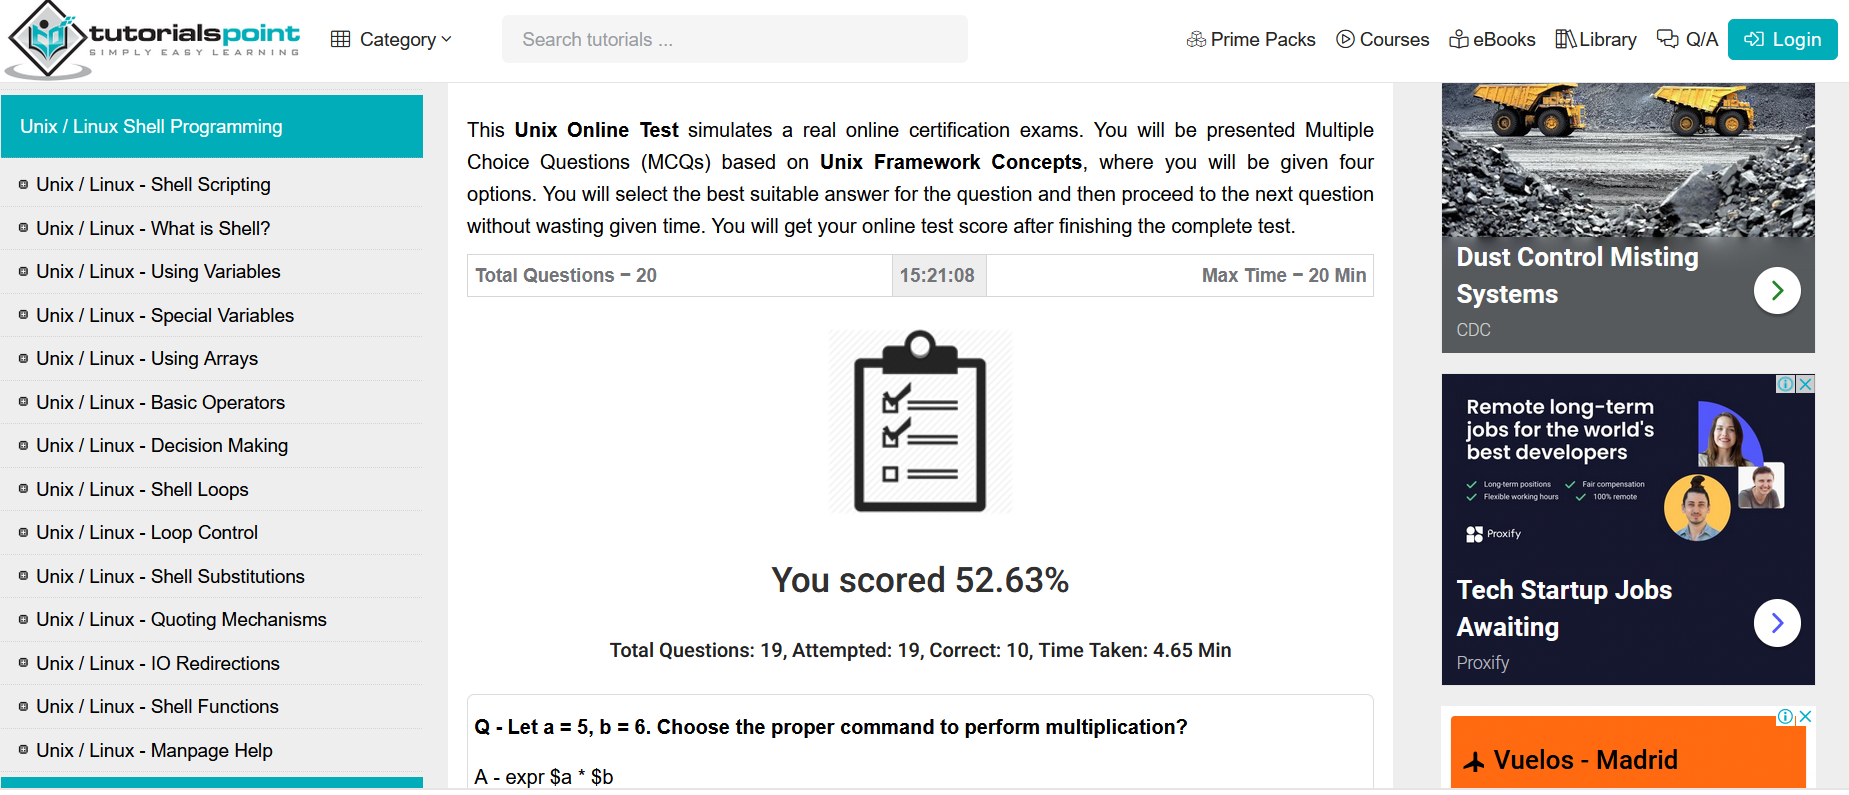 tutorialspoint
SIMPLY EASY LEARNING
Category
Search tutorials ...
Prime Packs
Courses
eBooks
Library
Q/A
Login
Unix / Linux Shell Programming
Unix / Linux - Shell Scripting
Unix / Linux - What is Shell?
Unix / Linux - Using Variables
Unix / Linux - Special Variables
Unix / Linux - Using Arrays
Unix / Linux - Basic Operators
Unix / Linux - Decision Making
Unix / Linux - Shell Loops
Unix / Linux - Loop Control
Unix / Linux - Shell Substitutions
Unix / Linux - Quoting Mechanisms
Unix / Linux - IO Redirections
Unix / Linux - Shell Functions
Unix / Linux - Manpage Help
This Unix Online Test simulates a real online certification exams. You will be presented Multiple
Choice Questions (MCQs) based on Unix Framework Concepts, where you will be given four
options. You will select the best suitable answer for the question and then proceed to the next question
without wasting given time. You will get your online test score after finishing the complete test.
Total Questions − 20
15:21:08
Max Time − 20 Min
You scored 52.63%
Total Questions: 19, Attempted: 19, Correct: 10, Time Taken: 4.65 Min
Q - Let a = 5, b = 6. Choose the proper command to perform multiplication?
A - expr $a * $b
Dust Control Misting
Systems
CDC
Remote long-term
jobs for the world's
best developers
Long-term positions
Fair compensation
Flexible working hours
100% remote
Proxify
Tech Startup Jobs
Awaiting
Proxify
Vuelos - Madrid